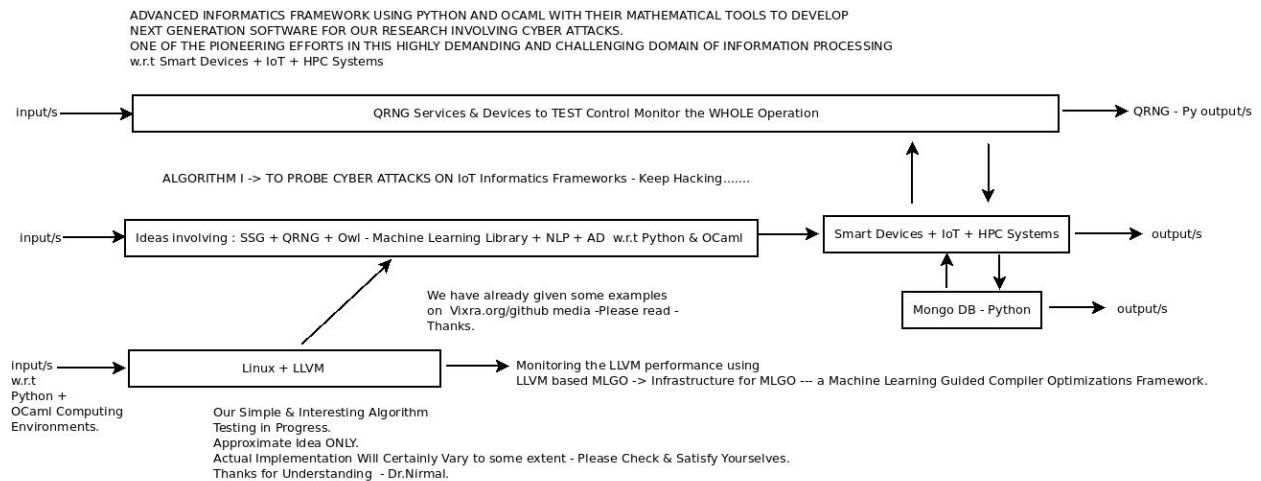 ADVANCED INFORMATICS FRAMEWORK USING PYTHON AND OCAML WITH THEIR MATHEMATICAL TOOLS TO DEVELOP
NEXT GENERATION SOFTWARE FOR OUR RESEARCH INVOLVING CYBER ATTACKS.
ONE OF THE PIONEERING EFFORTS IN THIS HIGHLY DEMANDING AND CHALLENGING DOMAIN OF INFORMATION PROCESSING
w.r.t Smart Devices + IoT + HPC Systems
input/s
QRNG Services & Devices to TEST Control Monitor the WHOLE Operation
QRNG - Py output/s
ALGORITHM I -> TO PROBE CYBER ATTACKS ON IoT Informatics Frameworks - Keep Hacking.......
input/s
Ideas involving : SSG + QRNG + Owl - Machine Learning Library + NLP + AD w.r.t Python & OCaml
Smart Devices + IoT + HPC Systems
output/s
We have already given some examples
on Vixra.org/github media -Please read -
Thanks.
Mongo DB - Python
output/s
input/s
w.r.t
Python +
OCaml Computing
Environments.
Linux + LLVM
Monitoring the LLVM performance using
LLVM based MLGO -> Infrastructure for MLGO --- a Machine Learning Guided Compiler Optimizations Framework.
Our Simple & Interesting Algorithm
Testing in Progress.
Approximate Idea ONLY.
Actual Implementation Will Certainly Vary to some extent - Please Check & Satisfy Yourselves.
Thanks for Understanding - Dr.Nirmal.